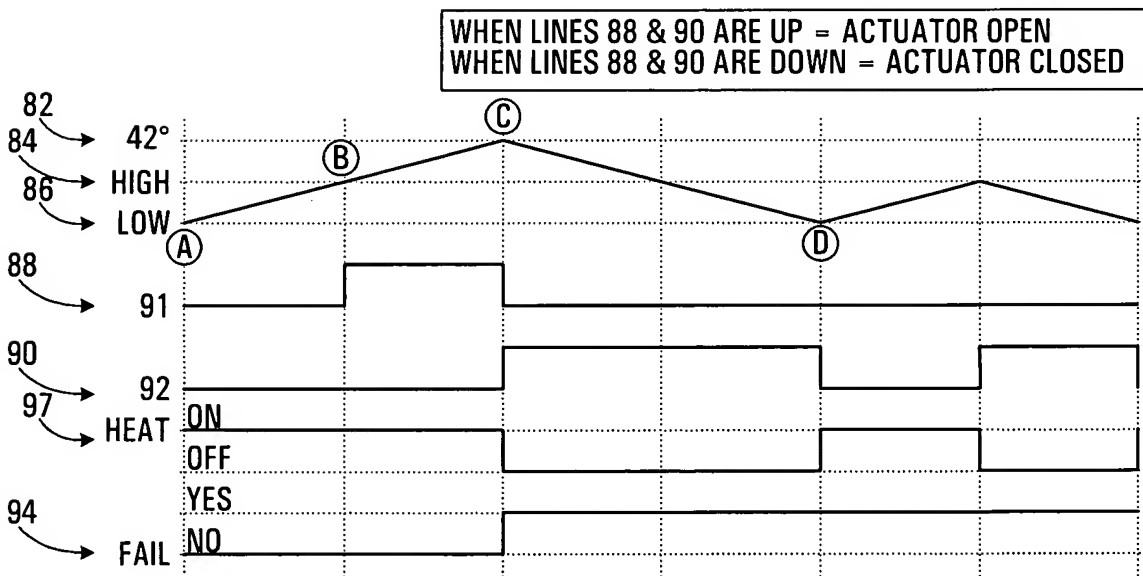 WHEN LINES 88 & 90 ARE UP = ACTUATOR OPEN
WHEN LINES 88 & 90 ARE DOWN = ACTUATOR CLOSED
82
42°
C
84
B
HIGH
86
LOW
A
D
88
91
90
92
97
ON
HEAT
OFF
YES
94
NO
FAIL